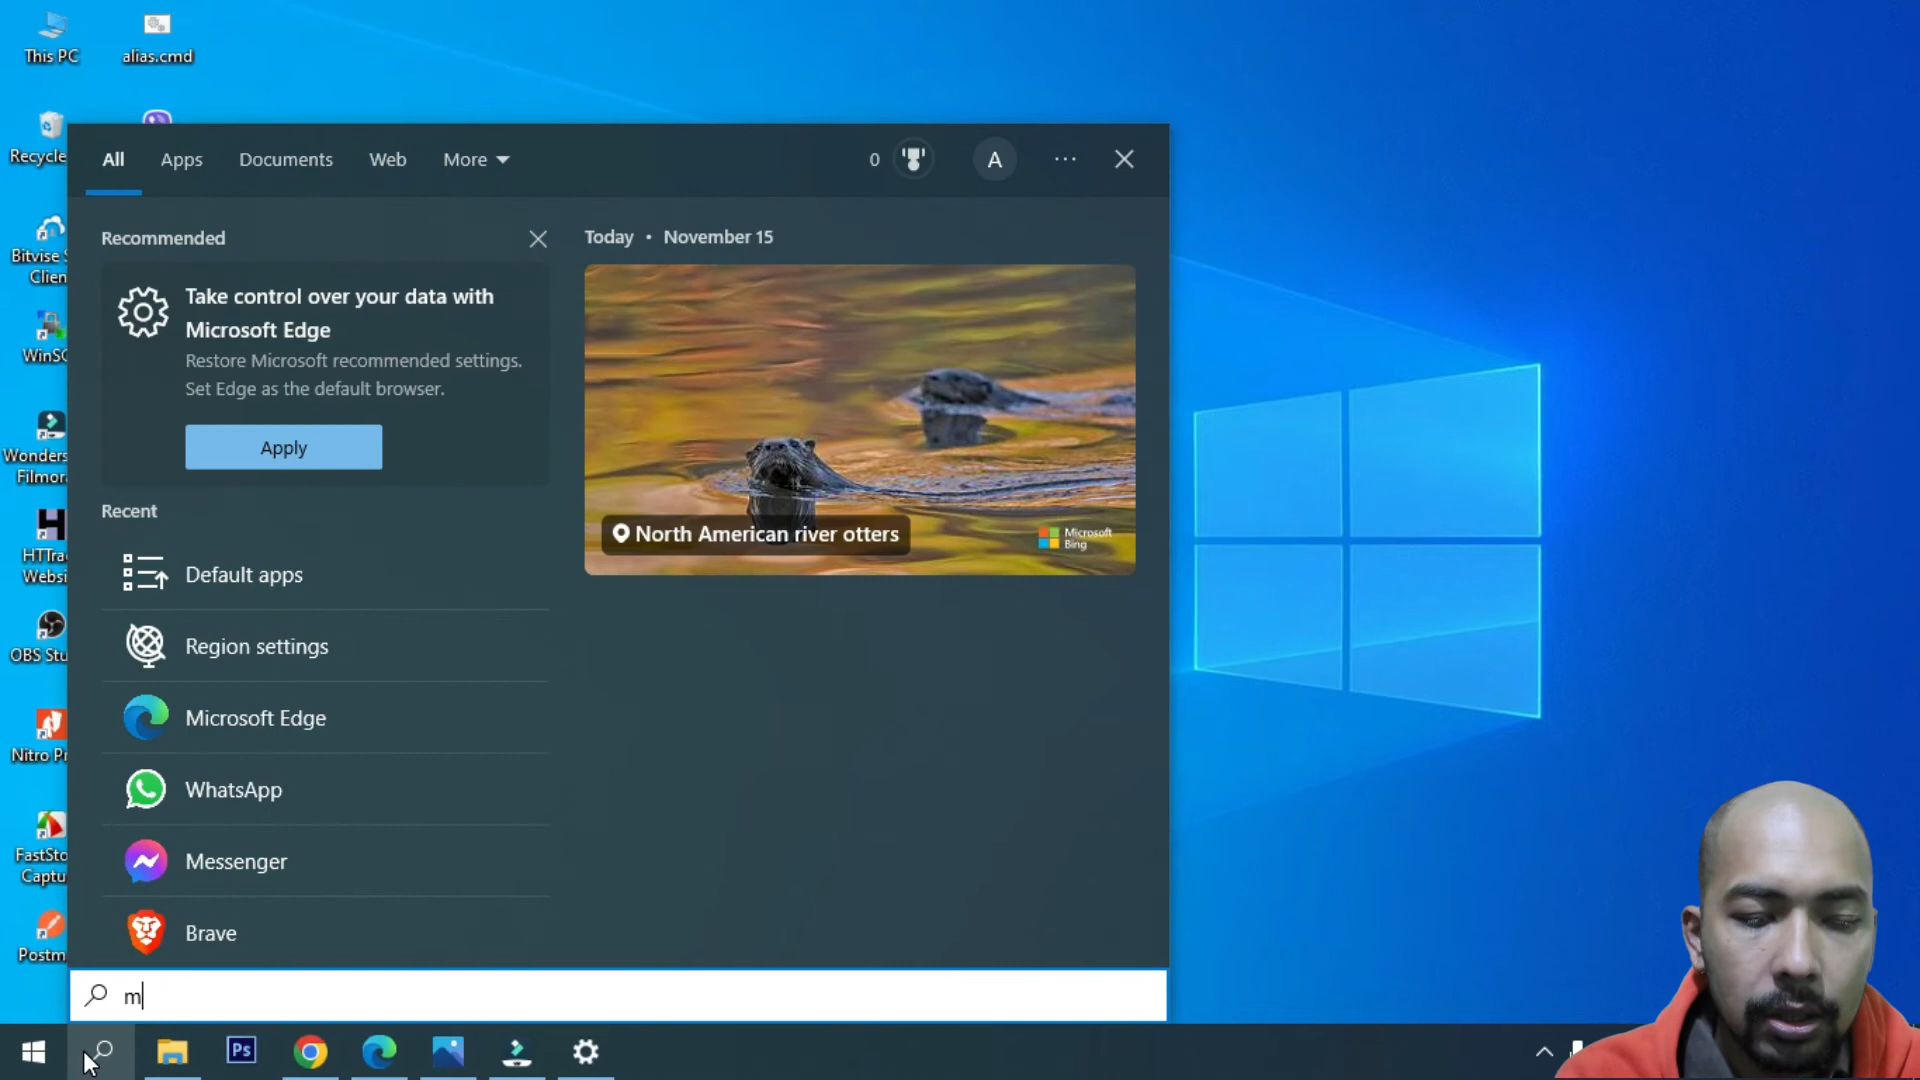 This PC
alias.cmd
Recycle
Bitvise S
Clien
WinSC
Wonders
Filmora
HTTra
Websi
OBS Stu
Nitro Pr
FastSto
Captu
Postm
All
Apps
Documents
Web
More
0
A
Recommended
Take control over your data with
Microsoft Edge
Restore Microsoft recommended settings.
Set Edge as the default browser.
Apply
Recent
Default apps
Region settings
Microsoft Edge
WhatsApp
Messenger
Brave
Today • November 15
North American river otters
Microsoft
Bing
m
Ps